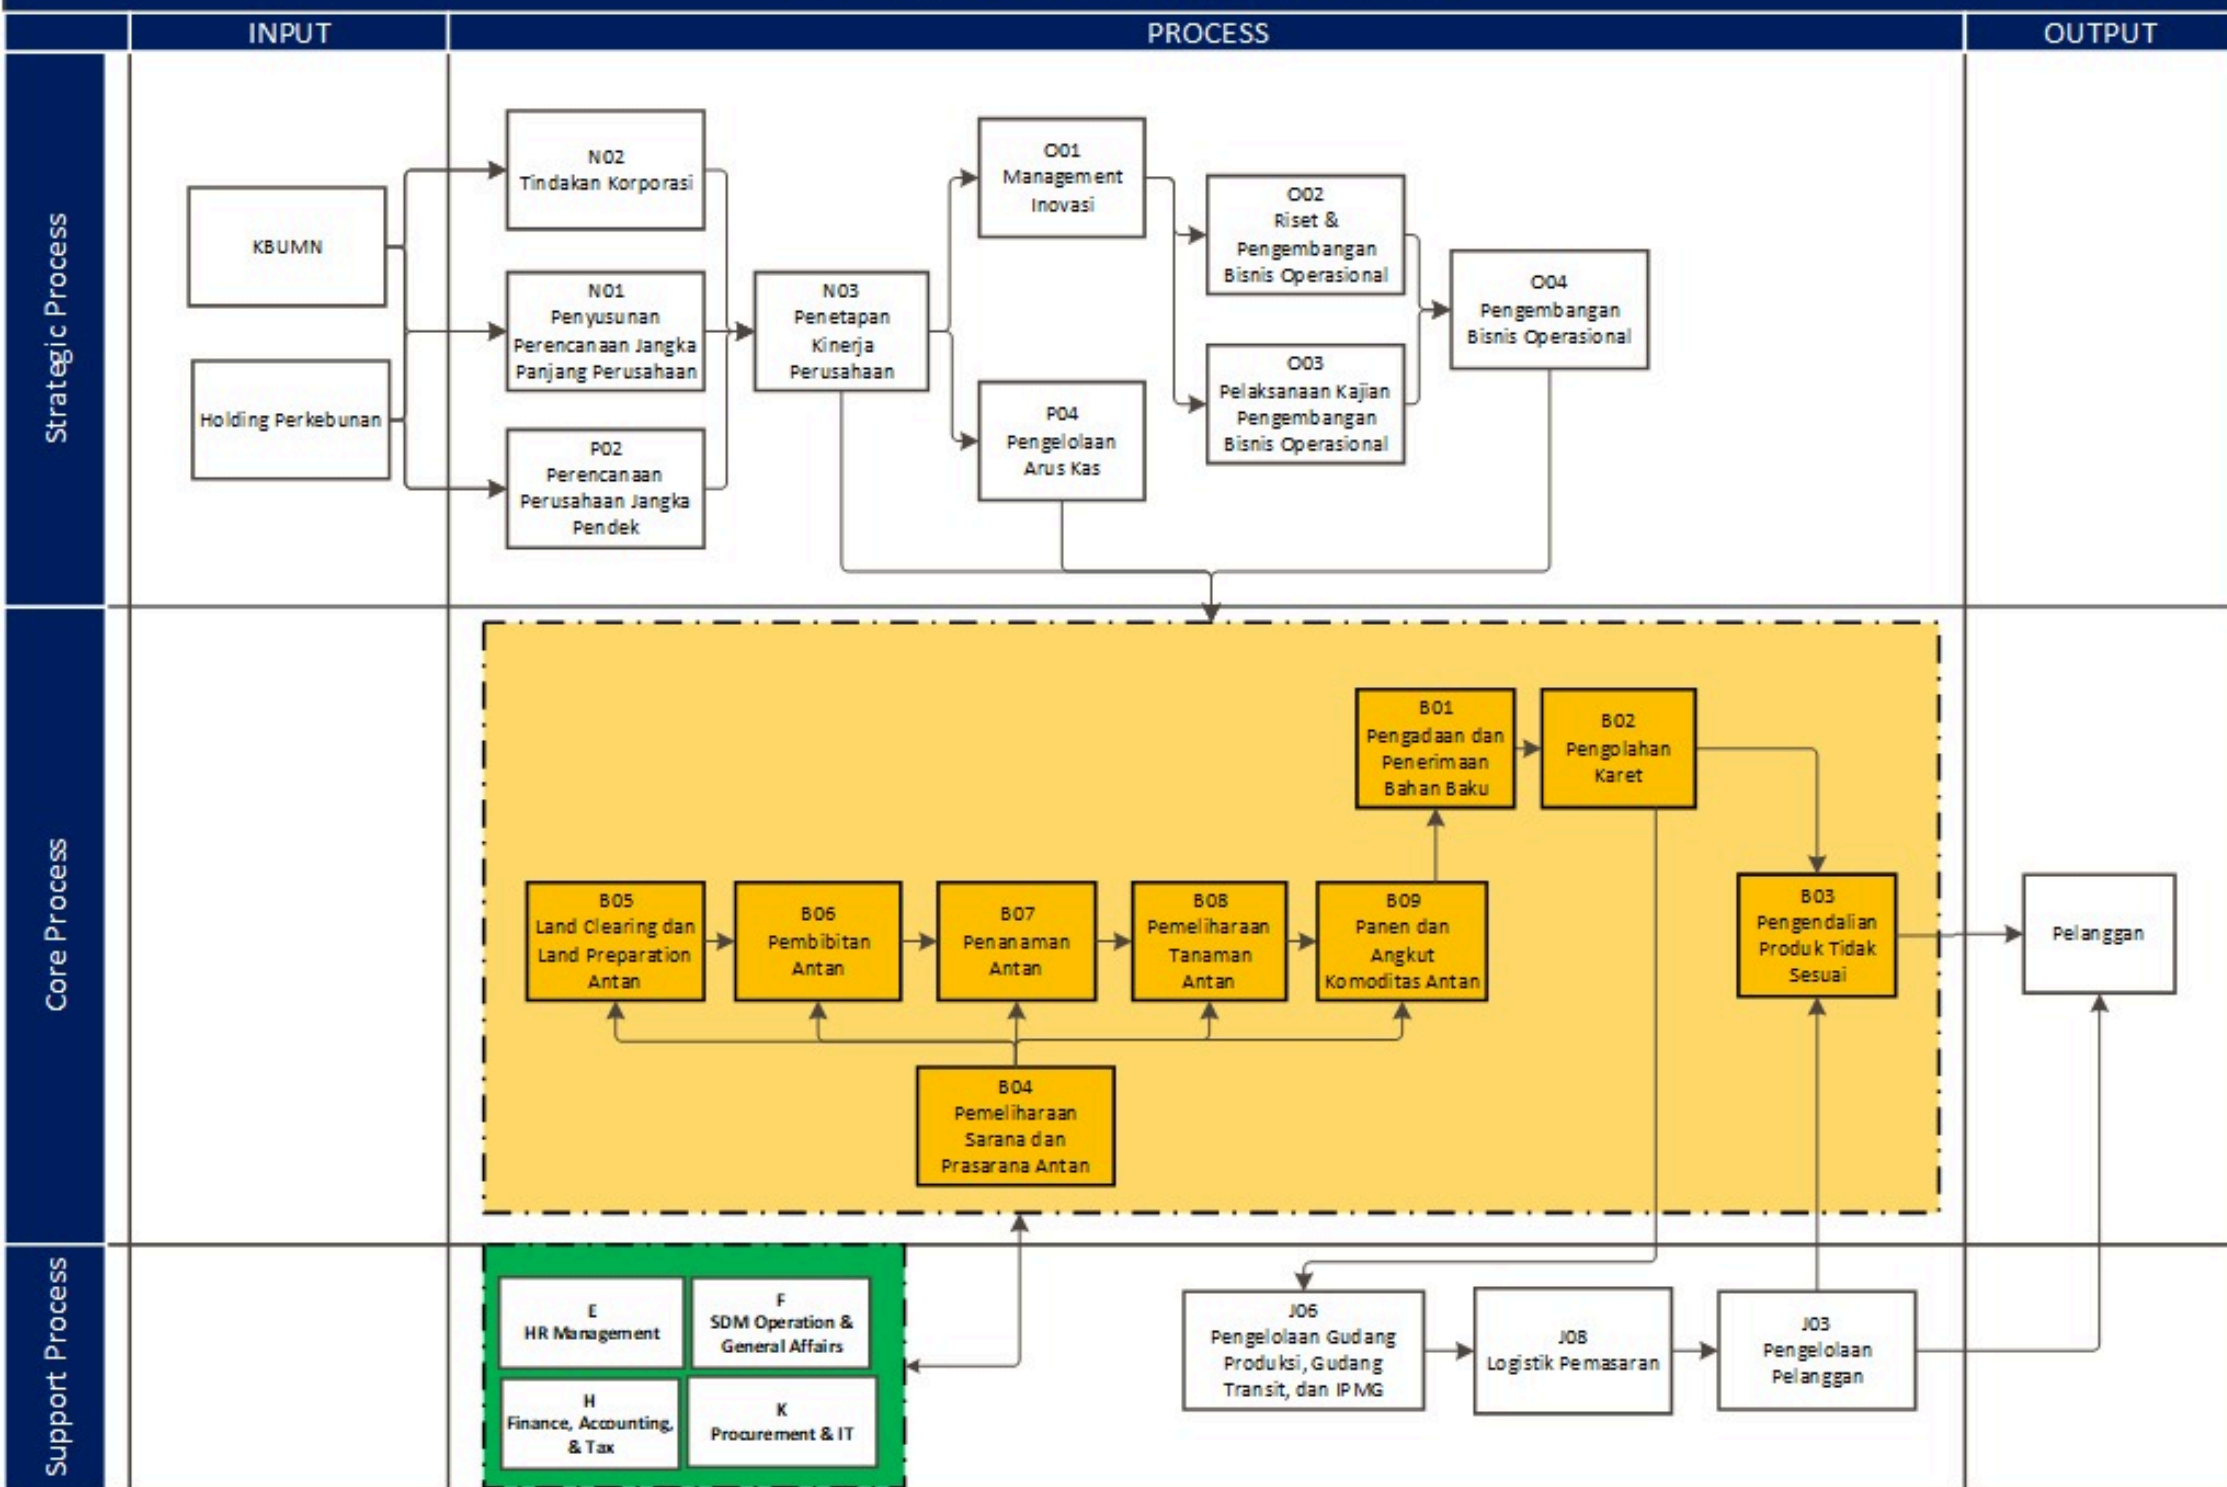 INPUT
PROCESS
OUTPUT
Strategic Process
KBUMN
Holding Perkebunan
N02
Tindakan Korporasi
N01
Penyusunan
Perencanaan Jangka
Panjang Perusahaan
P02
Perencanaan
Perusahaan Jangka
Pendek
N03
Penetapan
Kinerja
Perusahaan
O01
Management
Inovasi
P04
Pengelolaan
Arus Kas
O02
Riset &
Pengembangan
Bisnis Operasional
O03
Pelaksanaan Kajian
Pengembangan
Bisnis Operasional
O04
Pengembangan
Bisnis Operasional
Core Process
B01
Pengadaan dan
Penerimaan
Bahan Baku
B02
Pengolahan
Karet
B05
Land Clearing dan
Land Preparation
Antan
B06
Pembibitan
Antan
B07
Penanaman
Antan
B08
Pemeliharaan
Tanaman
Antan
B09
Panen dan
Angkut
Komoditas Antan
B03
Pengendalian
Produk Tidak
Sesuai
Pelanggan
B04
Pemeliharaan
Sarana dan
Prasarana Antan
Support Process
E
HR Management
F
SDM Operation &
General Affairs
H
Finance, Accounting,
& Tax
K
Procurement & IT
J06
Pengelolaan Gudang
Produksi, Gudang
Transit, dan IPMG
J08
Logistik Pemasaran
J03
Pengelolaan
Pelanggan